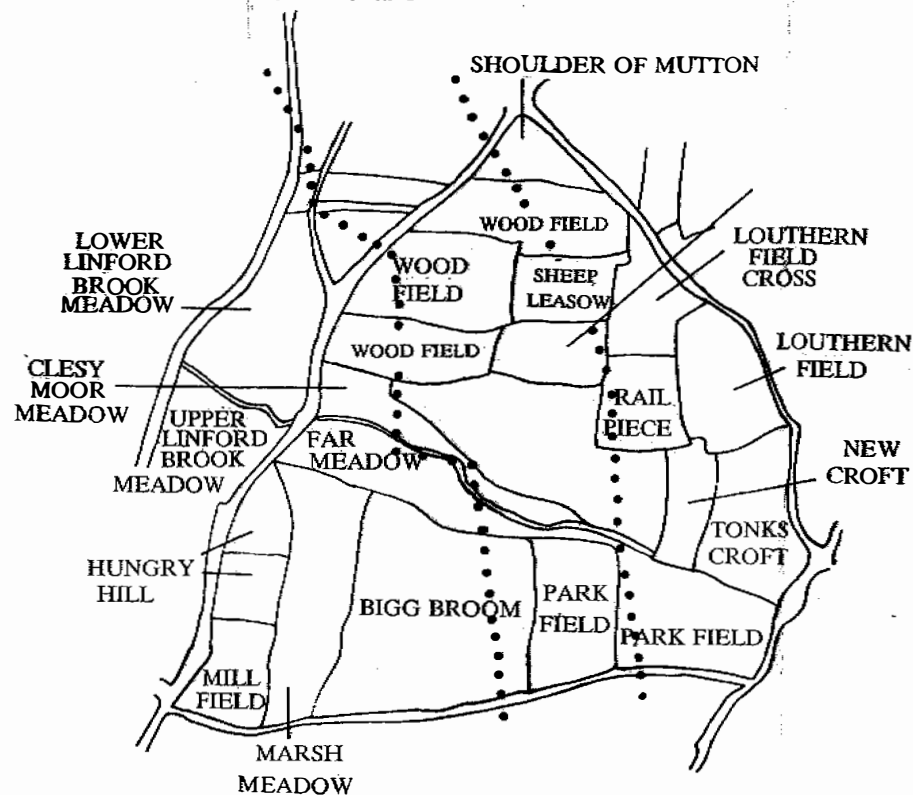 SHOULDER OF MUTTON
WOOD FIELD
LOWER
LINFORD
BROOK
MEADOW
WOOD
FIELD
SHEEP
LEASOW
LOUTHERN
FIELD
CROSS
WOOD FIELD
LOUTHERN
FIELD
CLESY
MOOR
MEADOW
RAIL
PIECE
UPPER
LINFORD
BROOK
MEADOW
FAR
MEADOW
NEW
CROFT
TONKS
CROFT
HUNGRY
HILL
BIGG BROOM
PARK
FIELD
PARK FIELD
MILL
FIELD
MARSH
MEADOW